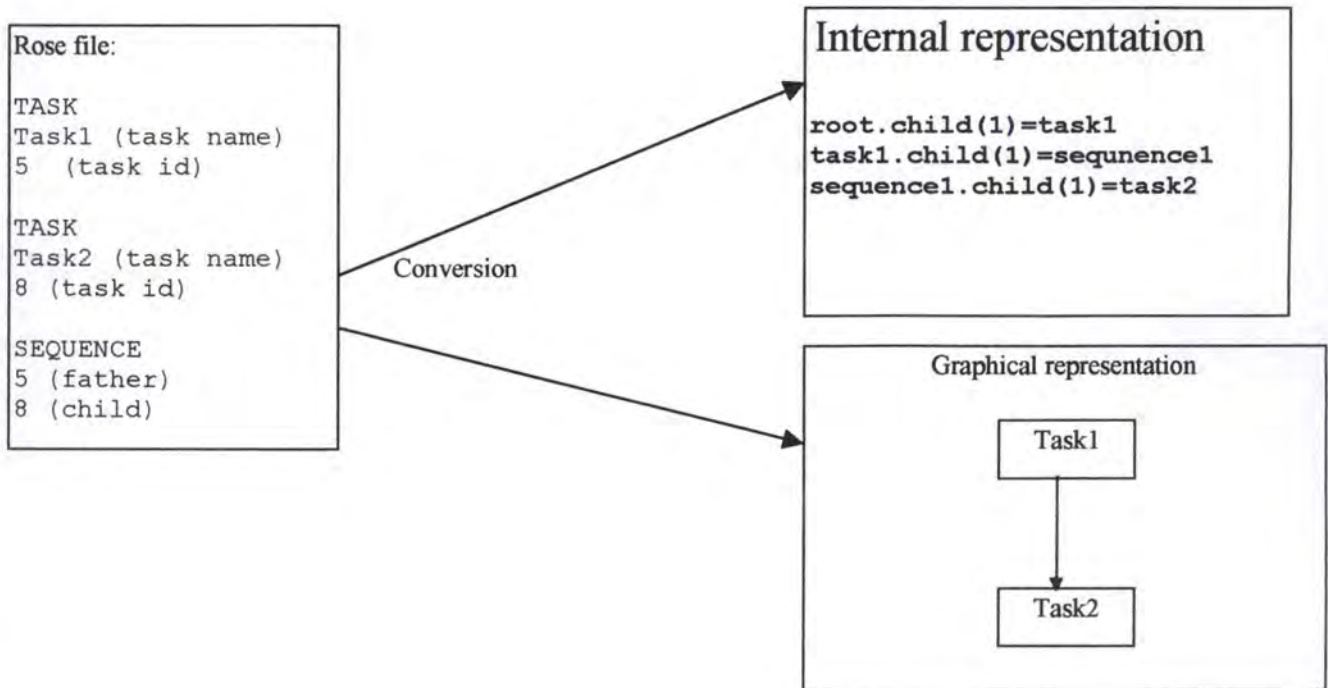 Rose file:
TASK
Task1 (task name)
5 (task id)
TASK
Task2 (task name)
8 (task id)
SEQUENCE
5 (father)
8 (child)
Conversion
Internal representation
root.child(1)=task1
task1.child(1)=sequnence1
sequence1.child(1)=task2
Graphical representation
Task1
Task2